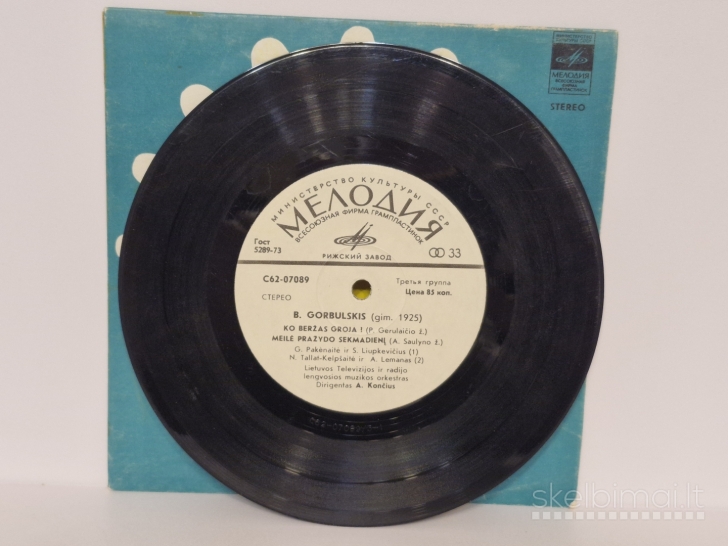 МЕЛОДИЯ
STEREO
МИНИСТЕРСТВО КУЛЬТУРЫ СССР
МЕЛОДИЯ
ВСЕСОЮЗНАЯ ФИРМА ГРАМПЛАСТИНОК
Гост
5289-73
РИЖСКИЙ ЗАВОД
33
С62-07089
Третья группа
СТЕРЕО
Цена 85 коп.
B. GORBULSKIS (gim. 1925)
KO BERŽAS GROJA! (P. Gerulaičio ž.)
MEILĖ PRAŽYDO SEKMADIENĮ (A. Saulyno ž.)
G. Pakėnaitė ir S. Liupkevičius (1)
N. Tallat-Kelpšaitė ir A. Lemanas (2)
Lietuvos Televizijos ir radijo
lengvosios muzikos orkestras
Dirigentas A. Končius
skelbimai.lt